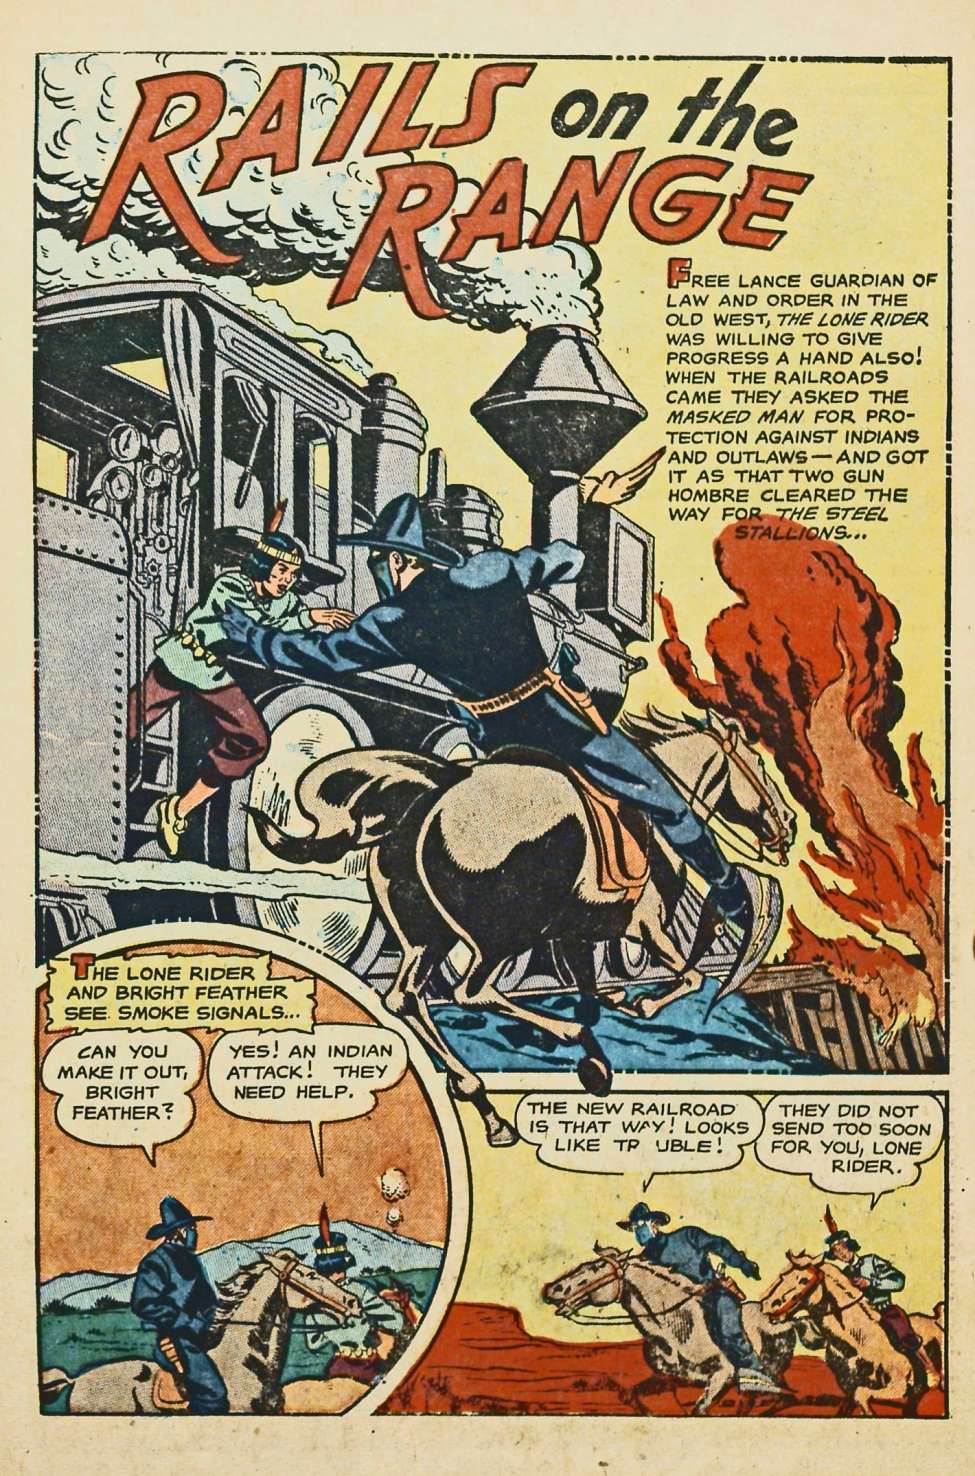 RAILS on the
RANGE
FREE LANCE GUARDIAN OF
LAW AND ORDER IN THE
OLD WEST, THE LONE RIDER
WAS WILLING TO GIVE
PROGRESS A HAND ALSO!
WHEN THE RAILROADS
CAME THEY ASKED THE
MASKED MAN FOR PRO-
TECTION AGAINST INDIANS
AND OUTLAWS — AND GOT
IT AS THAT TWO GUN
HOMBRE CLEARED THE
WAY FOR THE STEEL
STALLIONS...
THE LONE RIDER
AND BRIGHT FEATHER
SEE SMOKE SIGNALS...
CAN YOU
MAKE IT OUT,
BRIGHT
FEATHER?
YES! AN INDIAN
ATTACK! THEY
NEED HELP.
THE NEW RAILROAD
IS THAT WAY! LOOKS
LIKE TR UBLE!
THEY DID NOT
SEND TOO SOON
FOR YOU, LONE
RIDER.